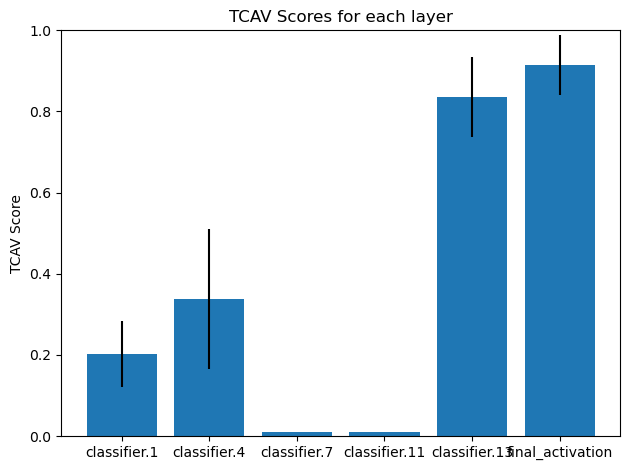 TCAV Scores for each layer
1.0
0.8
0.6
0.4
0.2
0.0
TCAV Score
classifier.1 classifier.4 classifier.7 classifier.11 classifier.13 final_activation